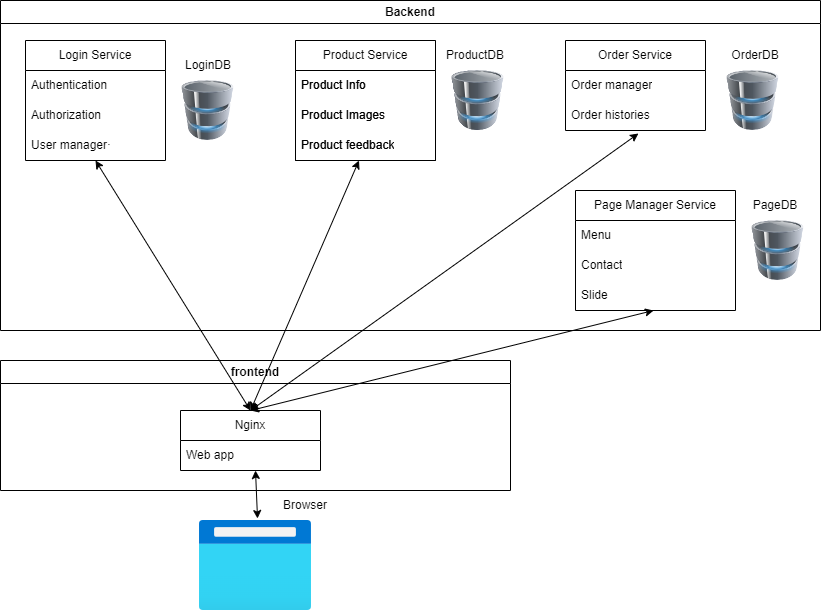 Backend
Login Service
Authentication
Authorization
User manager
LoginDB
Product Service
Product Info
Product Images
Product feedback
ProductDB
Order Service
Order manager
Order histories
OrderDB
Page Manager Service
Menu
Contact
Slide
PageDB
frontend
Nginx
Web app
Browser